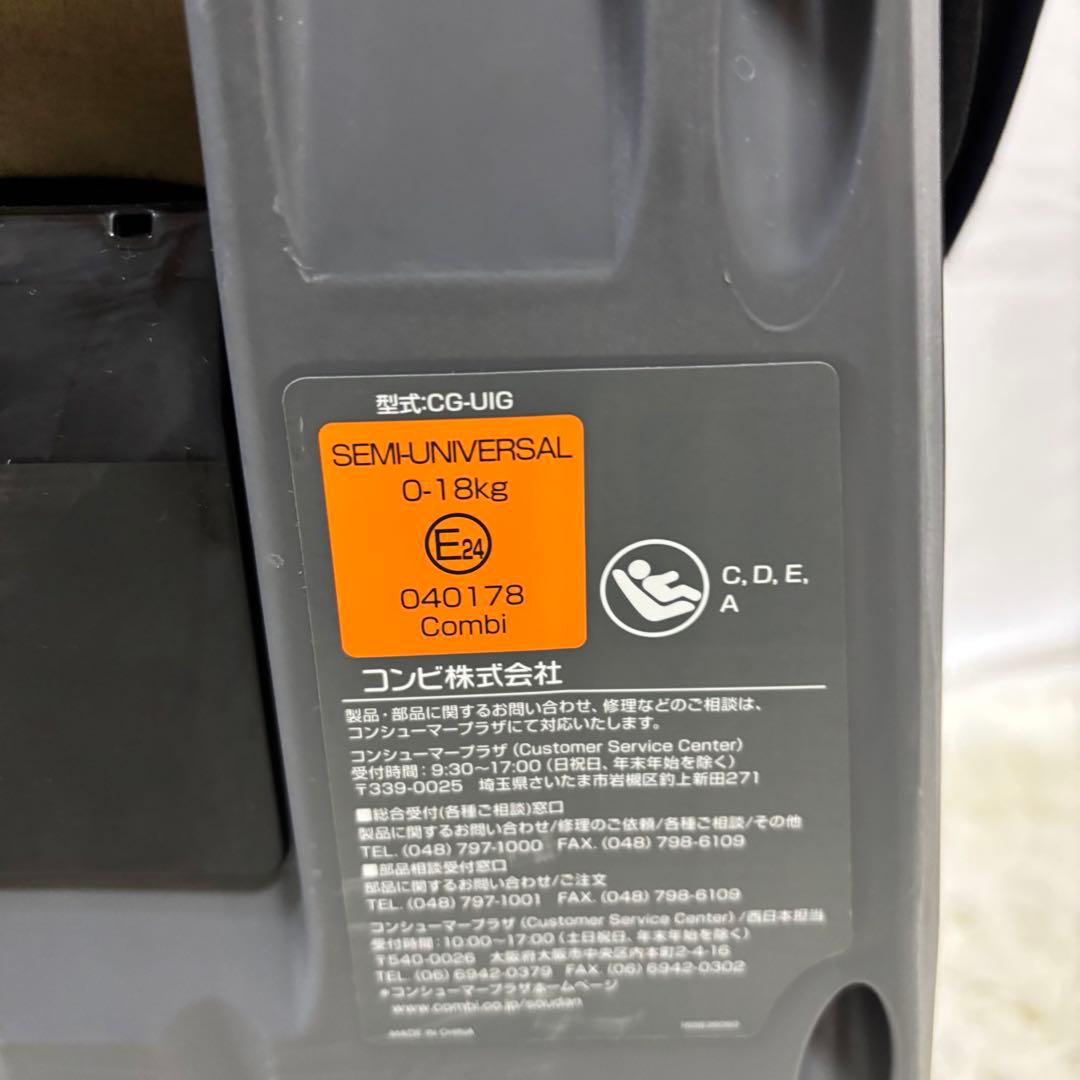 型式:CG-UIG
SEMI-UNIVERSAL
0-18kg
E24
040178
Combi
C, D, E,
A
コンビ株式会社
製品・部品に関するお問い合わせ、修理などのご相談は、
コンシューマープラザにて対応いたします。
コンシューマープラザ (Customer Service Center)
受付時間：9:30〜17:00 (日祝日、年末年始を除く)
〒339-0025 埼玉県さいたま市岩槻区釣上新田271
■総合受付(各種ご相談)窓口
製品に関するお問い合わせ/修理のご依頼/各種ご相談/その他
TEL. (048) 797-1000 FAX. (048) 798-6109
■部品相談受付窓口
部品に関するお問い合わせ/ご注文
TEL. (048) 797-1001 FAX. (048) 798-6109
コンシューマープラザ (Customer Service Center) /西日本担当
受付時間：10:00〜17:00 (土日祝日、年末年始を除く)
〒540-0026 大阪府大阪市中央区内本町2-4-16
TEL. (06) 6942-0379 FAX. (06) 6942-0302
*コンシューマープラザホームページ
www.combi.co.jp/soudan
MADE IN CHINA